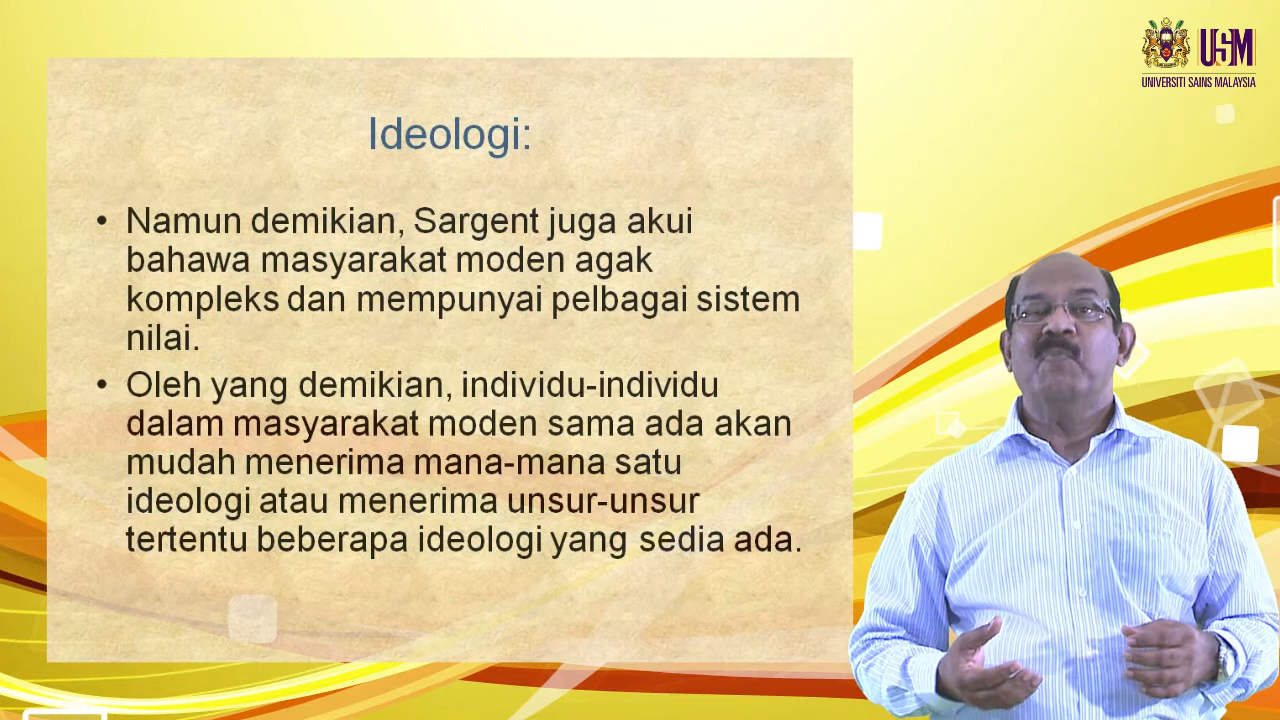 USM
UNIVERSITI SAINS MALAYSIA
Ideologi:
• Namun demikian, Sargent juga akui
bahawa masyarakat moden agak
kompleks dan mempunyai pelbagai sistem
nilai.
• Oleh yang demikian, individu-individu
dalam masyarakat moden sama ada akan
mudah menerima mana-mana satu
ideologi atau menerima unsur-unsur
tertentu beberapa ideologi yang sedia ada.